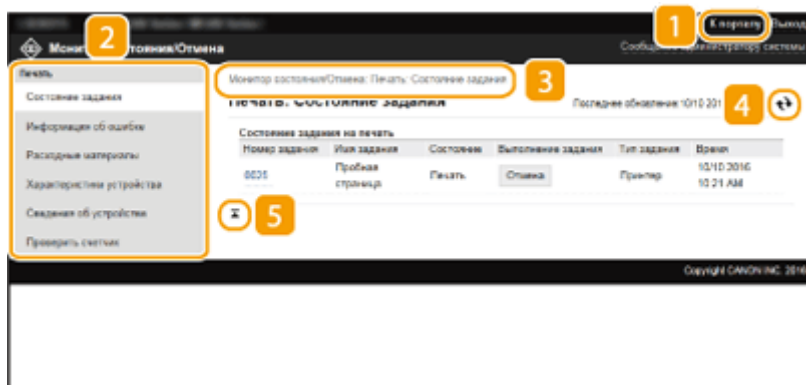 1
К порталу Выход
2
Монитор состояния/Отмена
Сообщение администратору системы
Печать
Состояние задания
Информация об ошибке
Расходные материалы
Характеристики устройства
Сведения об устройстве
Проверить счетчик
Монитор состояния/Отмена: Печать: Состояние задания
3
Печать: Состояние задания
Последнее обновление: 10/10 201
4
Состояние задания на печать
Номер задания Имя задания Состояние Выполнение задания Тип задания Время
0025 Пробная страница Печать Отмена Принтер 10/10 2016 10:21 AM
5
Copyright CANON INC. 2016